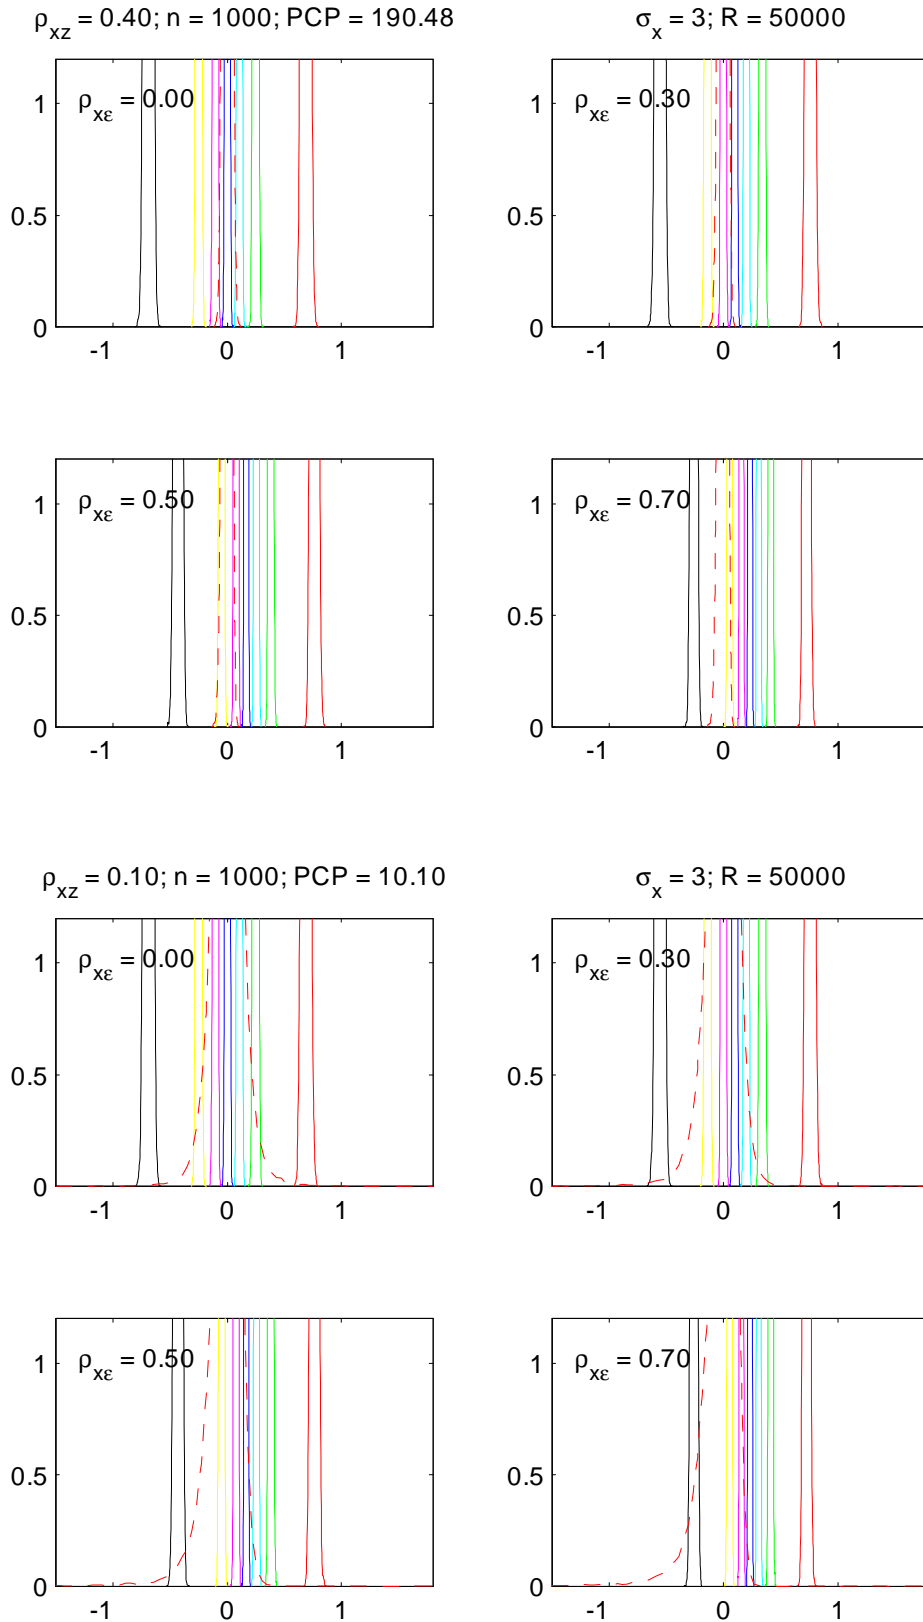 ρxz = 0.40; n = 1000; PCP = 190.48
σx = 3; R = 50000
1
0.5
0
-1 0 1
ρxε = 0.00
1
0.5
0
-1 0 1
ρxε = 0.30
1
0.5
0
-1 0 1
ρxε = 0.50
1
0.5
0
-1 0 1
ρxε = 0.70
ρxz = 0.10; n = 1000; PCP = 10.10
σx = 3; R = 50000
1
0.5
0
-1 0 1
ρxε = 0.00
1
0.5
0
-1 0 1
ρxε = 0.30
1
0.5
0
-1 0 1
ρxε = 0.50
1
0.5
0
-1 0 1
ρxε = 0.70